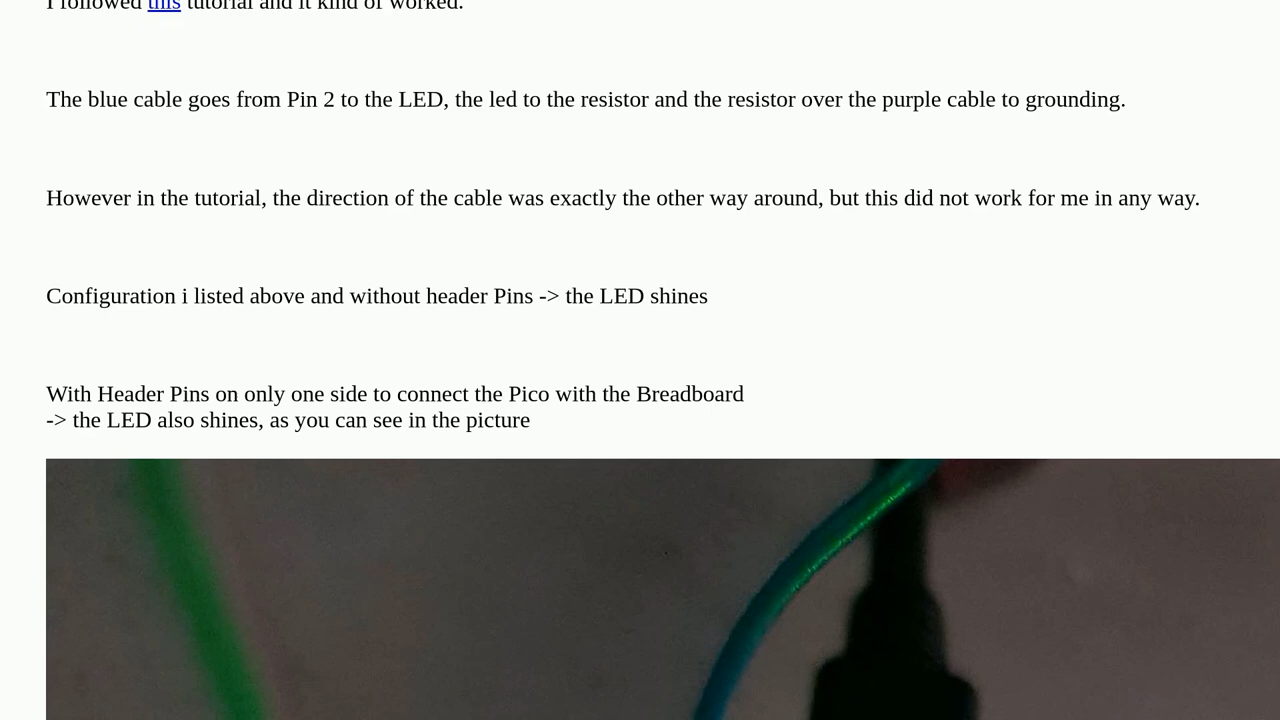 I followed this tutorial and it kind of worked.
The blue cable goes from Pin 2 to the LED, the led to the resistor and the resistor over the purple cable to grounding.
However in the tutorial, the direction of the cable was exactly the other way around, but this did not work for me in any way.
Configuration i listed above and without header Pins -> the LED shines
With Header Pins on only one side to connect the Pico with the Breadboard
-> the LED also shines, as you can see in the picture